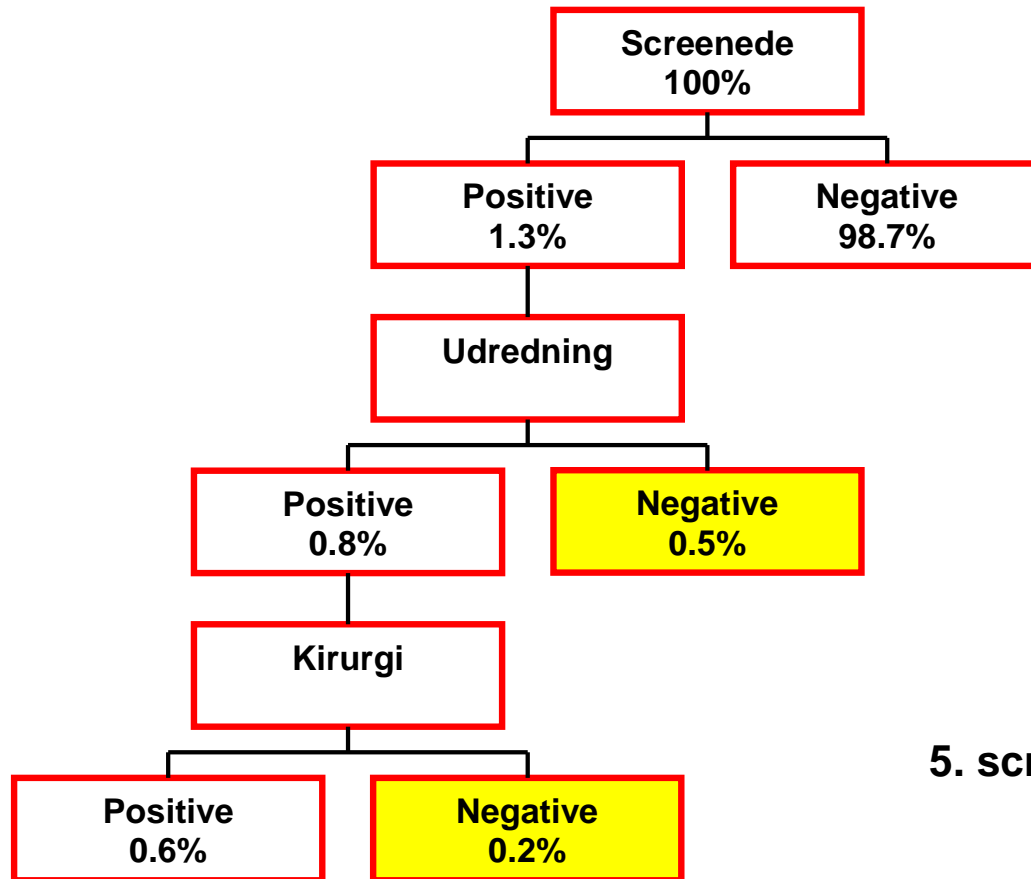 Screenede
100%
Positive
1.3%
Negative
98.7%
Udredning
Positive
0.8%
Negative
0.5%
Kirurgi
5. scr
Positive
0.6%
Negative
0.2%